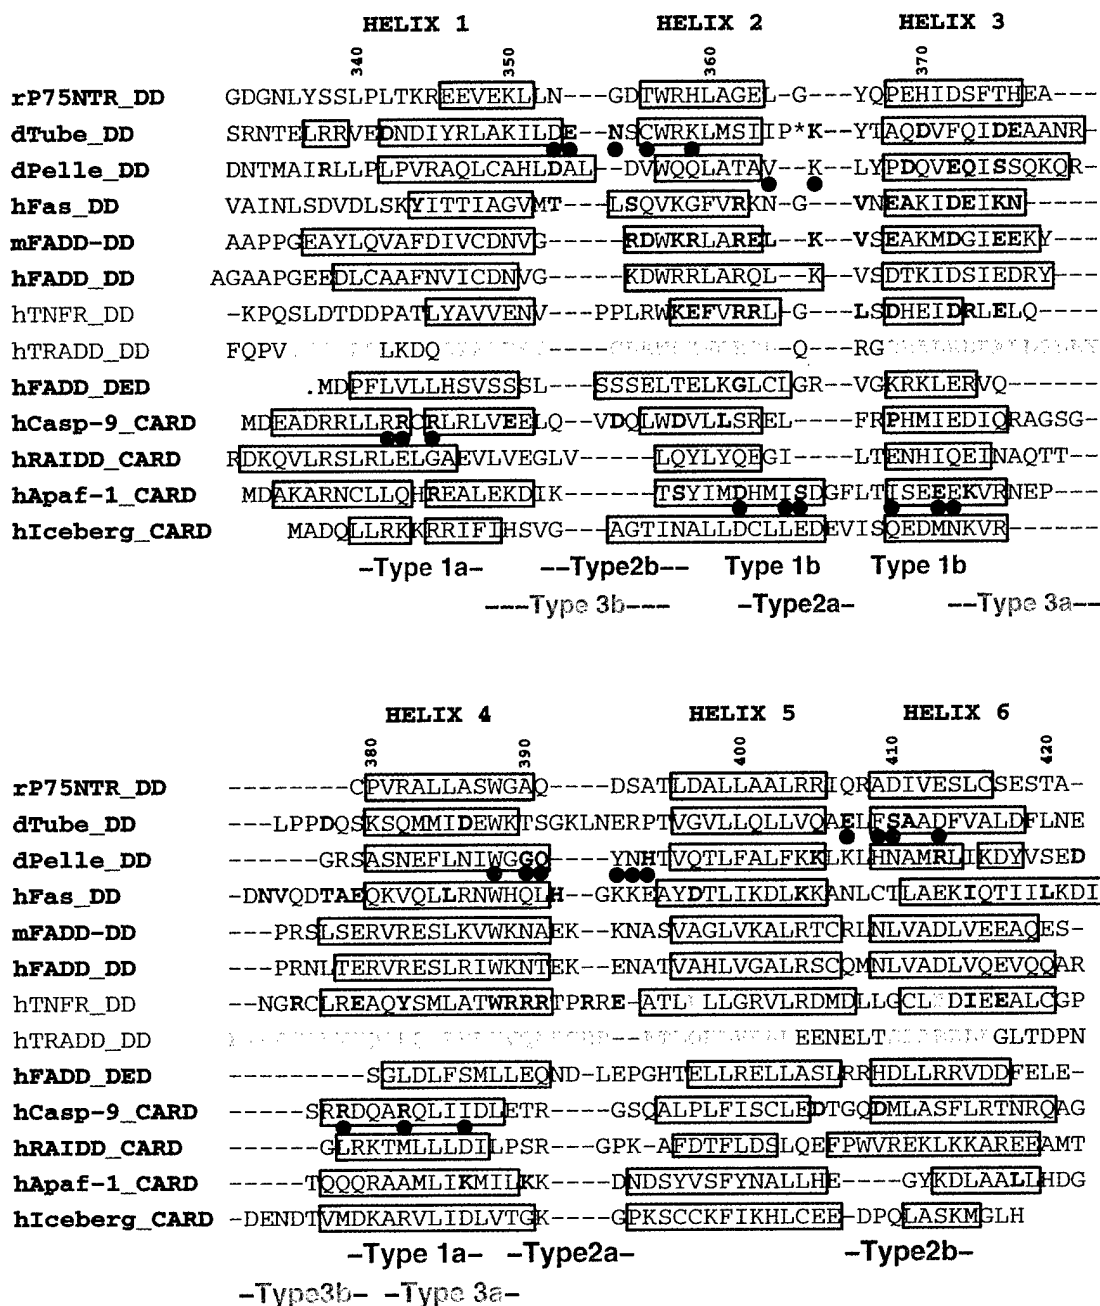 HELIX 1 HELIX 2 HELIX 3
340 350 360 370
rP75NTR_DD GDGNLYSSLPLTKREEVEKLLN---GDTWRHLAGEL-G--YQPEHIDSFTHEA--
dTube_DD SRNTELRRVEDNDIYRLAKILDE--NSCWRKLMSIIP*K--YTAQDVFQIDEAANR
dPelle_DD DNTMAIRLLPLPVRAQLCAHLDAL--DVWQQLATAV--K--LYPDQVEQISSQKQR-
hFas_DD VAINLSDVDLSKYITTIAGVMT---LSQVKGFVRKN-G--VNEAKIDEIKN
mFADD-DD AAPPGEAYLQVAFDIVCDNVG-----RDWKRLAREL--K--VSEAKMDGIEEKY-
hFADD_DD AGAAPGEEDLCAAFNVICDNVG-----KDWRRLARQL--K--VSDTKIDSIEDRY--
hTNFR_DD -KPQSLDTDDPATLYAVVENV---PPLRWKEFVRRL-G--LSDHEIDRLELQ--
hTRADD_DD FQPV LKDQ ---- -Q--RG
hFADD_DED .MDPFLVLLHSVSSSL---SSSELTELKGLCLGR--VGKRKLERVQ-
hCasp-9_CARD MDEADRRLLRRCRLRLVEELQ--VDQLWDVLLSREL--FRPHMIEDIQRAGSG-
hRAIDD_CARD RDKQVLRSLRLELGAEVLVEGLV-----LQYLYQEGI---LTENHIQEINAQTT--
hApaf-1_CARD MDAKARNCLLQHREALEKDIK------TSYIMDHMISDGFLTISEEEKVRNEP---
hIceberg_CARD MADQLLRKKRRIFIHSVG---AGTINALLDCLLEDEVISQEDMNKVR------
–Type 1a– ––Type2b–– Type 1b Type 1b
–––Type 3b––– –Type2a– ––Type 3a––
HELIX 4 HELIX 5 HELIX 6
380 390 400 410 420
rP75NTR_DD --------CPVRALLASWGAQ----DSATLDALLAALRRIQRADIVESLCSESTA-
dTube_DD ---LPPDQSKSQMMIDEWKTSGKLNERPTVGVLLQLLVQAELFSAADFVALDFLNE
dPelle_DD ------GRSASNEFLNIWGGQ----YNHTVQTLFALFKKLKLHNAMRLIKDYVSED
hFas_DD --DNVQDTAEQKVQLLRNWHQLH---GKKEAYDTLIKDLKKANLCTLAEKIQTIILKDI
mFADD-DD ---PRSLSERVRESLKVWKNAEK--KNASVAGLVKALRTCRLNLVADLVEEAQES-
hFADD_DD ---PRNLTERVRESLRIWKNTEK--ENATVAHLVGALRSCQMNLVADLVQEVQQAR
hTNFR_DD --NGRCLREAQYSMLATWRRRTPRRE-ATL LLGRVLRDMDLLGCL DIEEALCGP
hTRADD_DD EENELT GLTDPN
hFADD_DED ---------SGLDLFSMLLEQND-LEPGHTELLRELLASLRRHDLLRRVDDFELE-
hCasp-9_CARD -----SRRDQARQLIIDLETR---GSQALPLFISCLEDTGQDMLASFLRTNRQAG
hRAIDD_CARD ------GLRKTMLLLDILPSR---GPK-AFDTFLDSLQEFPWVREKLKKAREEAMT
hApaf-1_CARD -----TQQQRAAMLIKMILKK----DNDSYVSFYNALLHE----GYKDLAALLHDG
hIceberg_CARD -DENDTVMDKARVLIDLVTGK----GPKSCCKFIKHLCEE-DPQLASKMGLH
–Type 1a– –Type2a– –Type2b–
–Type3b– –Type 3a–